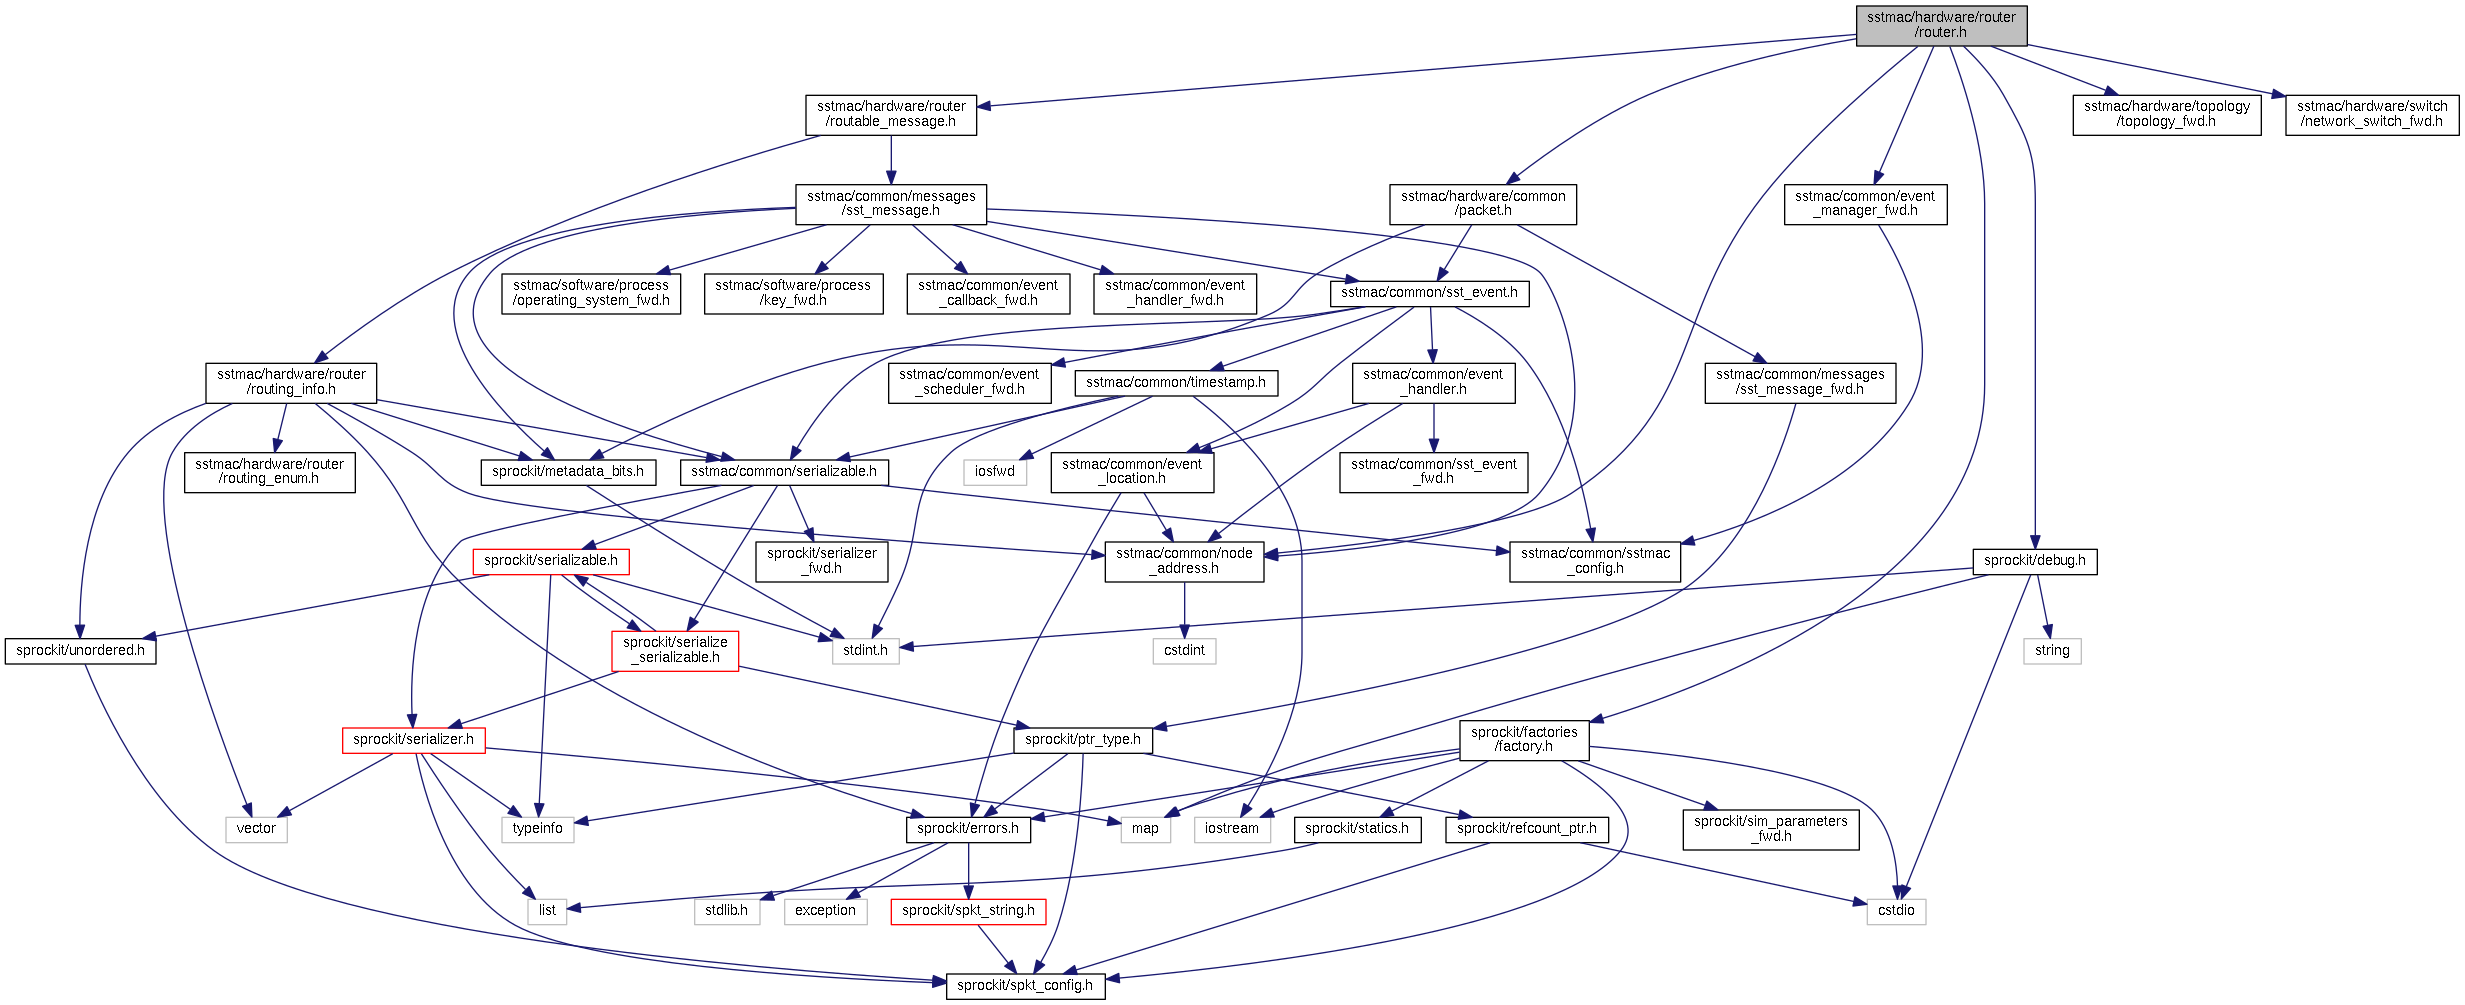 sstmac/hardware/router
/router.h
sstmac/hardware/router
/routable_message.h
sstmac/hardware/topology
/topology_fwd.h
sstmac/hardware/switch
/network_switch_fwd.h
sstmac/common/messages
/sst_message.h
sstmac/hardware/common
/packet.h
sstmac/common/event
_manager_fwd.h
sstmac/software/process
/operating_system_fwd.h
sstmac/software/process
/key_fwd.h
sstmac/common/event
_callback_fwd.h
sstmac/common/event
_handler_fwd.h
sstmac/common/sst_event.h
sstmac/hardware/router
/routing_info.h
sstmac/common/event
_scheduler_fwd.h
sstmac/common/timestamp.h
sstmac/common/event
_handler.h
sstmac/common/messages
/sst_message_fwd.h
sstmac/hardware/router
/routing_enum.h
sprockit/metadata_bits.h
sstmac/common/serializable.h
iosfwd
sstmac/common/event
_location.h
sstmac/common/sst_event
_fwd.h
sprockit/serializable.h
sprockit/serializer
_fwd.h
sstmac/common/node
_address.h
sstmac/common/sstmac
_config.h
sprockit/debug.h
sprockit/unordered.h
sprockit/serialize
_serializable.h
stdint.h
cstdint
string
sprockit/serializer.h
sprockit/ptr_type.h
sprockit/factories
/factory.h
vector
typeinfo
sprockit/errors.h
map
iostream
sprockit/statics.h
sprockit/refcount_ptr.h
sprockit/sim_parameters
_fwd.h
list
stdlib.h
exception
sprockit/spkt_string.h
cstdio
sprockit/spkt_config.h